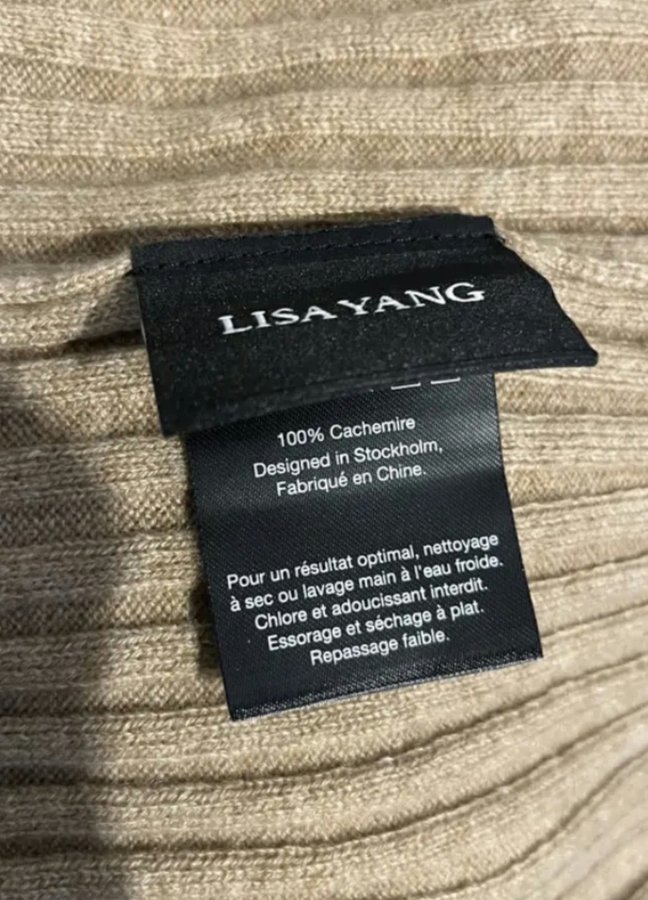 LISA YANG
100% Cachemire
Designed in Stockholm,
Fabriqué en Chine.
Pour un résultat optimal, nettoyage
à sec ou lavage main à l'eau froide.
Chlore et adoucissant interdit.
Essorage et séchage à plat.
Repassage faible.